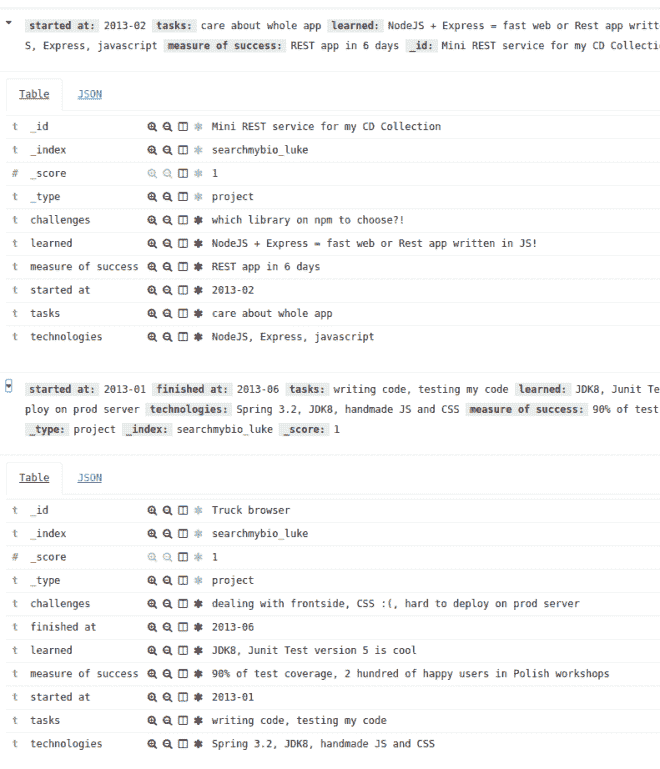 started at: 2013-02 tasks: care about whole app learned: NodeJS + Express = fast web or Rest app writt
S, Express, javascript measure of success: REST app in 6 days _id: Mini REST service for my CD Collecti
Table JSON
t _id Mini REST service for my CD Collection
t _index searchmybio_luke
# _score 1
t _type project
t challenges which library on npm to choose?!
t learned NodeJS + Express = fast web or Rest app written in JS!
t measure of success REST app in 6 days
t started at 2013-02
t tasks care about whole app
t technologies NodeJS, Express, javascript
started at: 2013-01 finished at: 2013-06 tasks: writing code, testing my code learned: JDK8, Junit Te
ploy on prod server technologies: Spring 3.2, JDK8, handmade JS and CSS measure of success: 90% of test
_type: project _index: searchmybio_luke _score: 1
Table JSON
t _id Truck browser
t _index searchmybio_luke
# _score 1
t _type project
t challenges dealing with frontside, CSS :(, hard to deploy on prod server
t finished at 2013-06
t learned JDK8, Junit Test version 5 is cool
t measure of success 90% of test coverage, 2 hundred of happy users in Polish workshops
t started at 2013-01
t tasks writing code, testing my code
t technologies Spring 3.2, JDK8, handmade JS and CSS